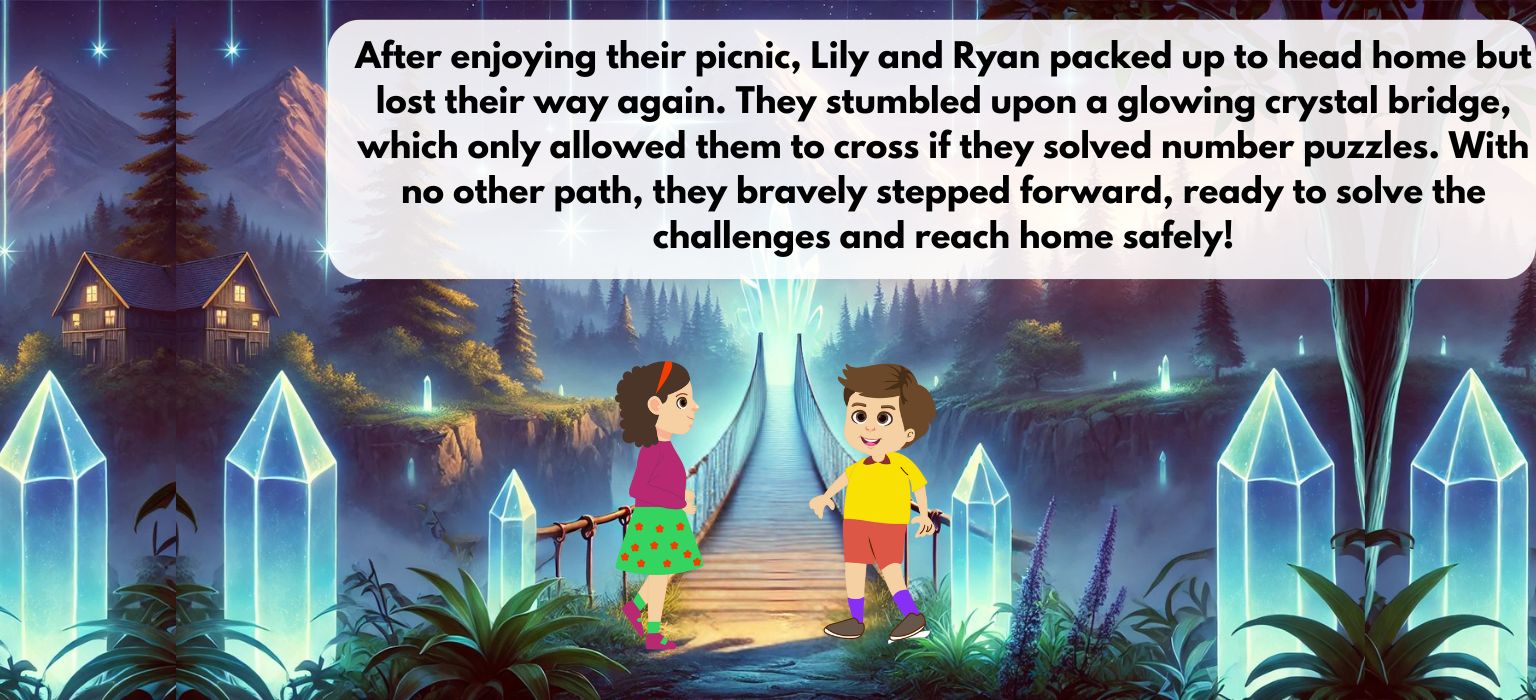 After enjoying their picnic, Lily and Ryan packed up to head home but
lost their way again. They stumbled upon a glowing crystal bridge,
which only allowed them to cross if they solved number puzzles. With
no other path, they bravely stepped forward, ready to solve the
challenges and reach home safely!